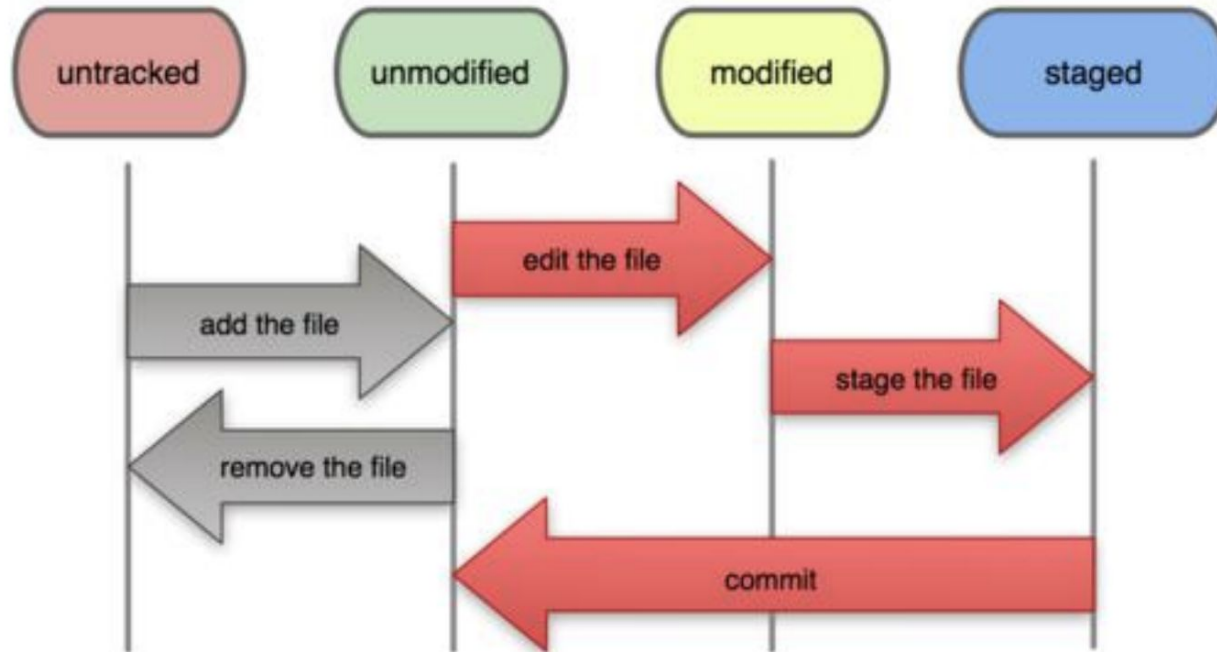 untracked
unmodified
modified
staged
edit the file
add the file
stage the file
remove the file
commit